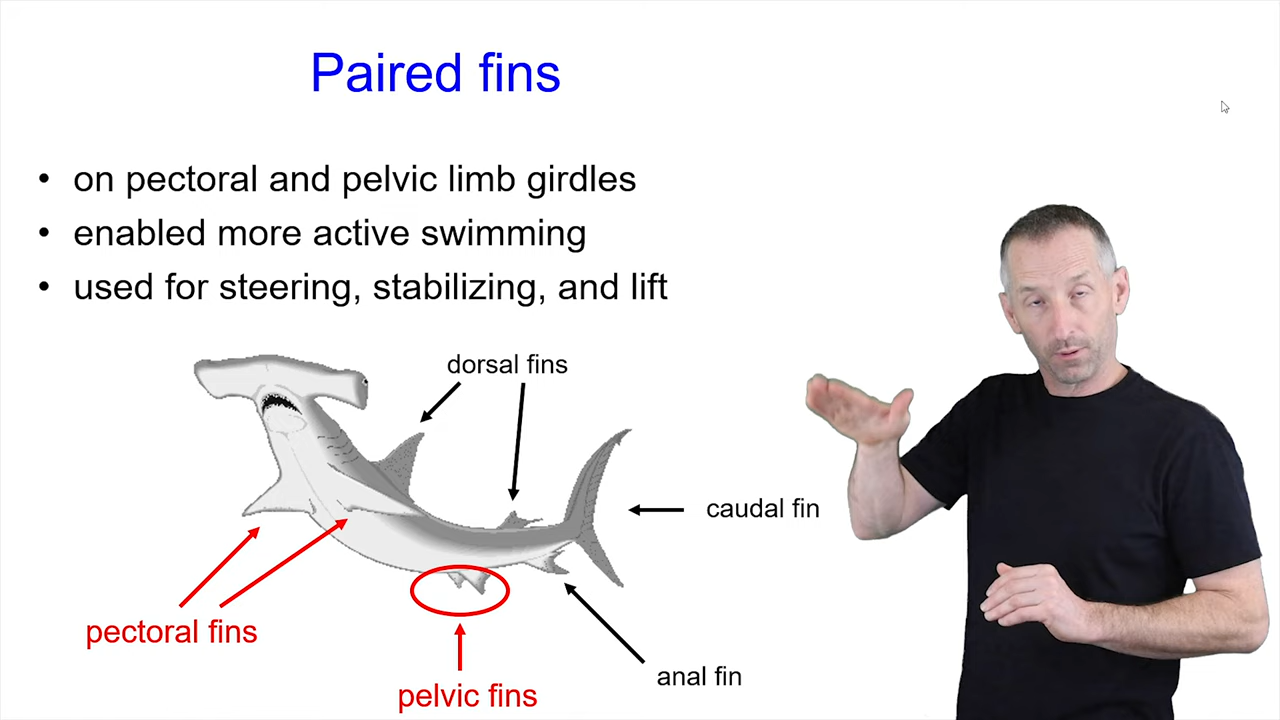 Paired fins
• on pectoral and pelvic limb girdles
• enabled more active swimming
• used for steering, stabilizing, and lift
dorsal fins
caudal fin
pectoral fins
anal fin
pelvic fins